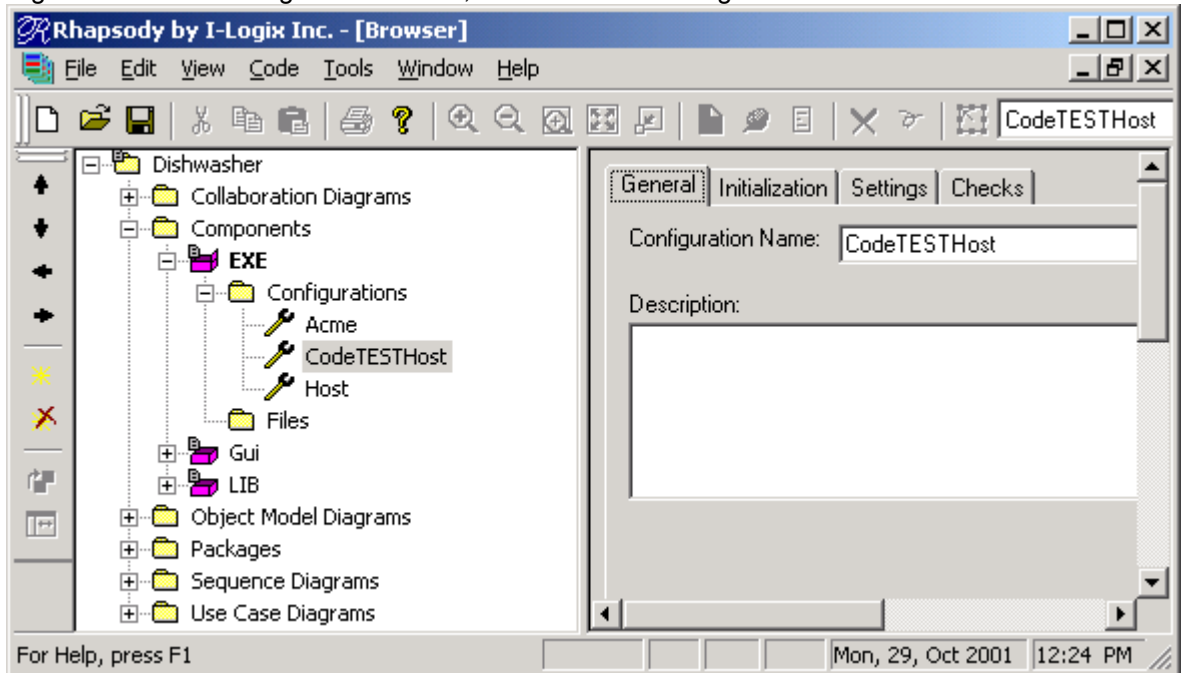 Rhapsody by I-Logix Inc. - [Browser]
File Edit View Code Tools Window Help
CodeTESTHost
Dishwasher
Collaboration Diagrams
Components
EXE
Configurations
Acme
CodeTESTHost
Host
Files
Gui
LIB
Object Model Diagrams
Packages
Sequence Diagrams
Use Case Diagrams
General Initialization Settings Checks
Configuration Name: CodeTESTHost
Description:
For Help, press F1 Mon, 29, Oct 2001 12:24 PM